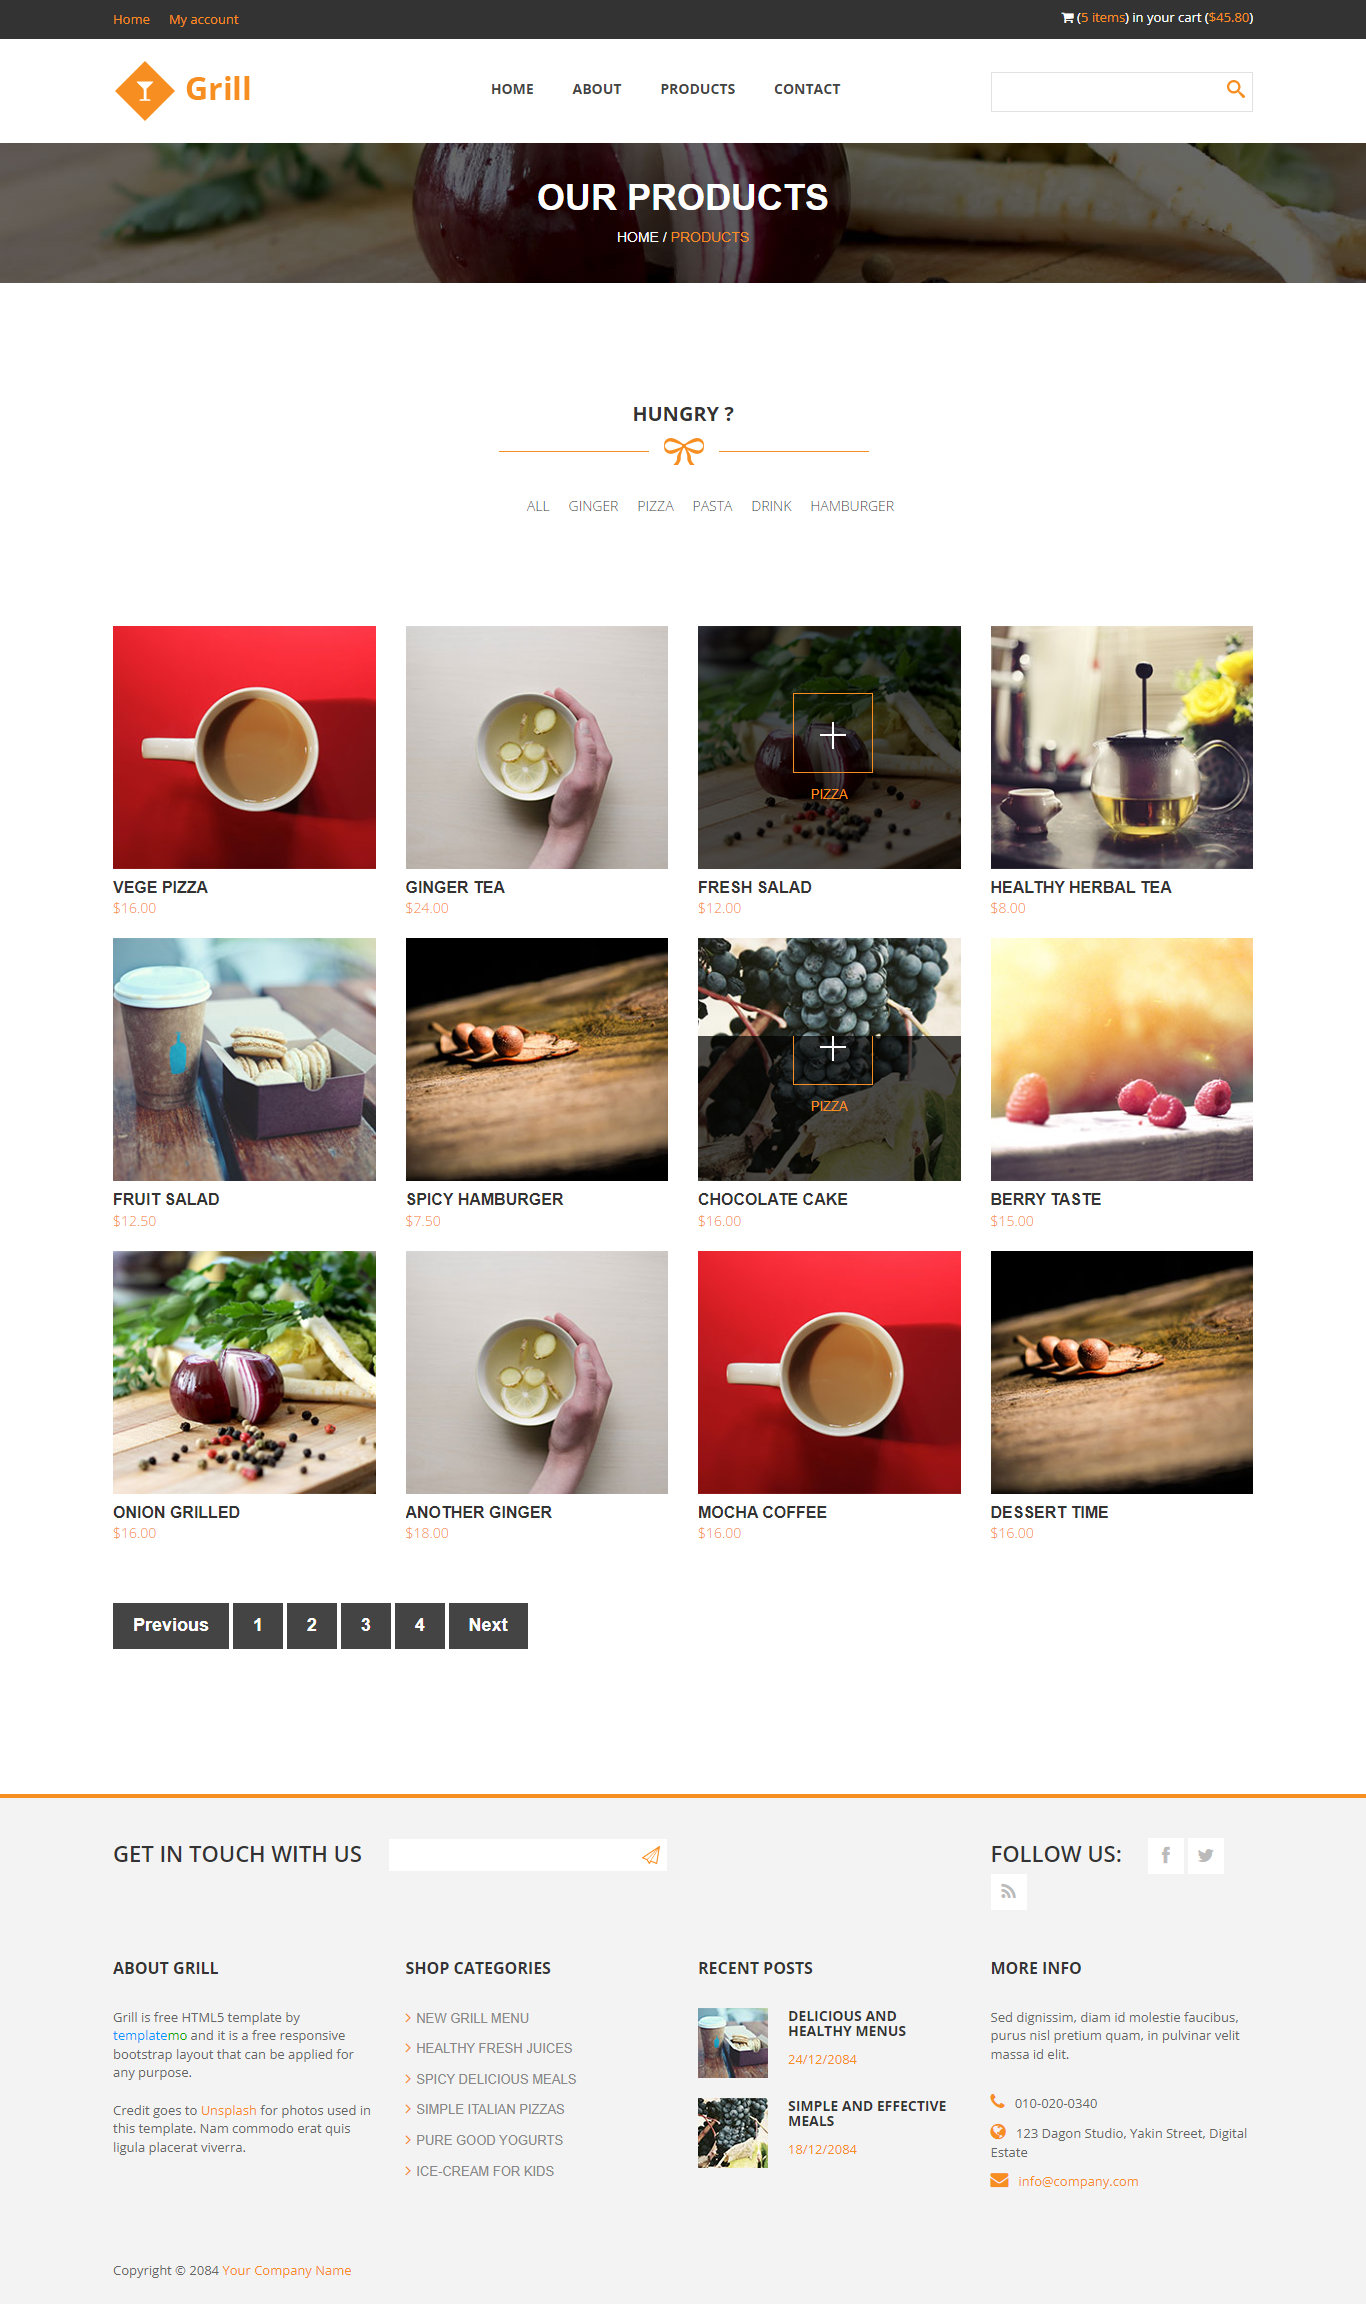 Home My account
(5 items) in your cart ($45.80)
Grill
HOME ABOUT PRODUCTS CONTACT
OUR PRODUCTS
HOME / PRODUCTS
HUNGRY ?
ALL GINGER PIZZA PASTA DRINK HAMBURGER
PIZZA
VEGE PIZZA
$16.00
GINGER TEA
$24.00
FRESH SALAD
$12.00
HEALTHY HERBAL TEA
$8.00
PIZZA
FRUIT SALAD
$12.50
SPICY HAMBURGER
$7.50
CHOCOLATE CAKE
$16.00
BERRY TASTE
$15.00
ONION GRILLED
$16.00
ANOTHER GINGER
$18.00
MOCHA COFFEE
$16.00
DESSERT TIME
$16.00
Previous 1 2 3 4 Next
GET IN TOUCH WITH US
FOLLOW US:
ABOUT GRILL
Grill is free HTML5 template by
templatemo and it is a free responsive
bootstrap layout that can be applied for
any purpose.
Credit goes to Unsplash for photos used in
this template. Nam commodo erat quis
ligula placerat viverra.
SHOP CATEGORIES
NEW GRILL MENU
HEALTHY FRESH JUICES
SPICY DELICIOUS MEALS
SIMPLE ITALIAN PIZZAS
PURE GOOD YOGURTS
ICE-CREAM FOR KIDS
RECENT POSTS
DELICIOUS AND
HEALTHY MENUS
24/12/2084
SIMPLE AND EFFECTIVE
MEALS
18/12/2084
MORE INFO
Sed dignissim, diam id molestie faucibus,
purus nisl pretium quam, in pulvinar velit
massa id elit.
010-020-0340
123 Dagon Studio, Yakin Street, Digital
Estate
info@company.com
Copyright © 2084 Your Company Name